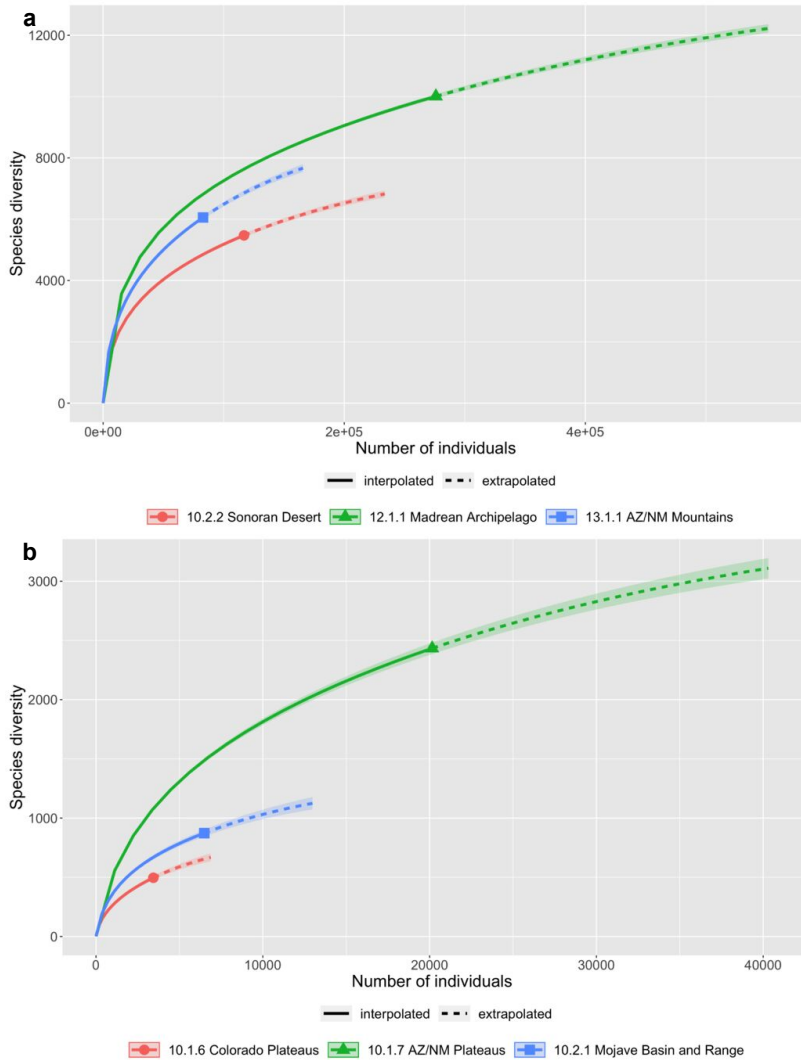 a
12000
8000
4000
0
Species diversity
0e+00 2e+05 4e+05
Number of individuals
interpolated extrapolated
10.2.2 Sonoran Desert 12.1.1 Madrean Archipelago 13.1.1 AZ/NM Mountains
b
3000
2000
1000
0
Species diversity
0 10000 20000 30000 40000
Number of individuals
interpolated extrapolated
10.1.6 Colorado Plateaus 10.1.7 AZ/NM Plateaus 10.2.1 Mojave Basin and Range